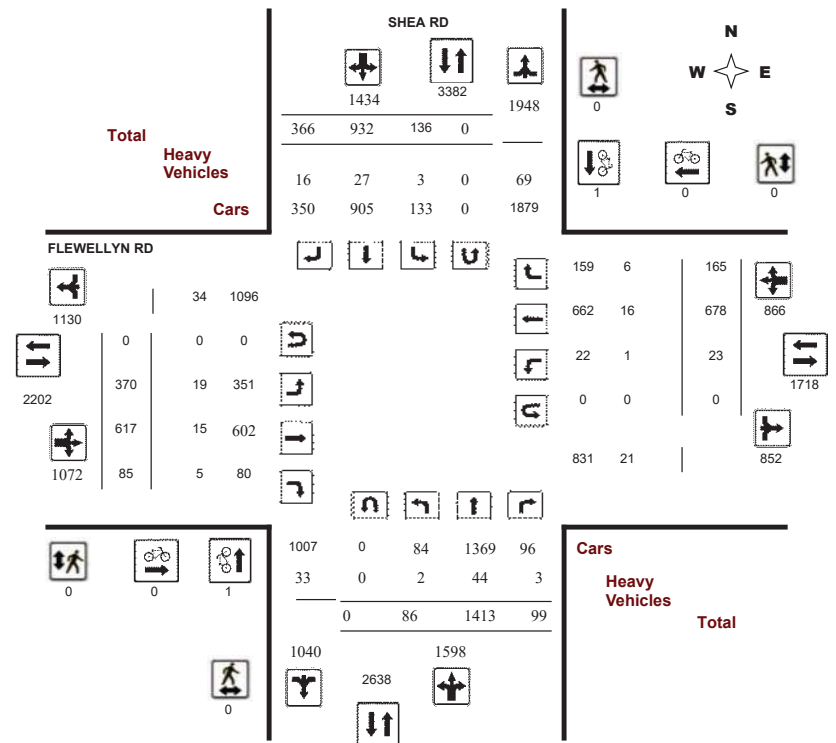 SHEA RD
N
W E
S
1434
3382
1948
0
Total
366 932 136 0
Heavy
Vehicles
16 27 3 0 69
1 0 0
Cars
350 905 133 0 1879
FLEWELLYN RD
1130
34 1096
159 6 165
866
0 0 0
662 16 678
2202
370 19 351
22 1 23
1718
617 15 602
0 0 0
1072
85 5 80
831 21
852
0 0 1
1007 0 84 1369 96
Cars
33 0 2 44 3
Heavy
Vehicles
0 86 1413 99
Total
1040
1598
2638
0